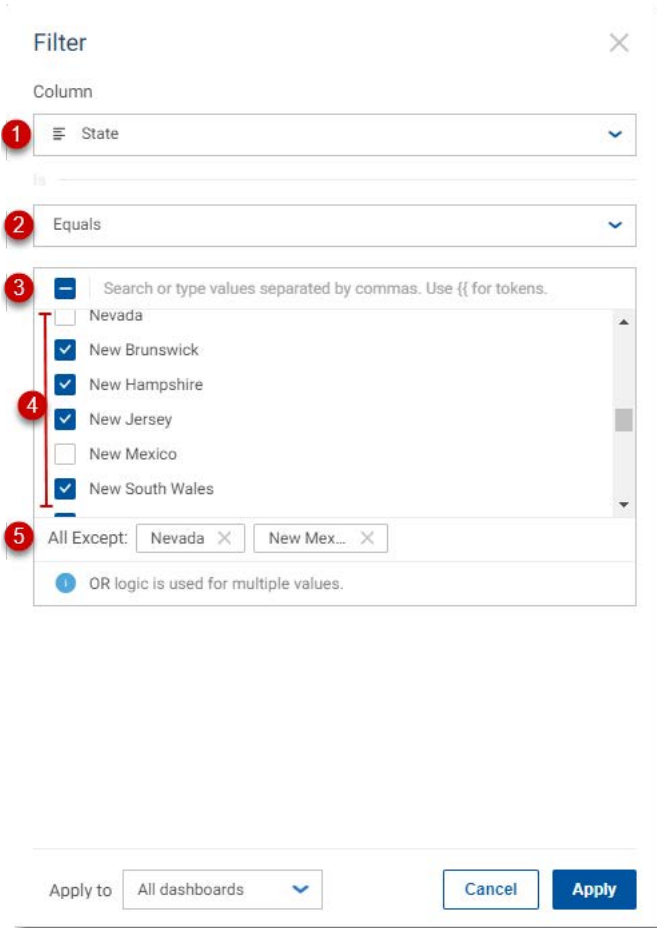 Filter
Column
1 State
Is
2 Equals
3 Search or type values separated by commas. Use {{ for tokens.
Nevada
New Brunswick
New Hampshire
4 New Jersey
New Mexico
New South Wales
5 All Except: Nevada New Mex...
i OR logic is used for multiple values.
Apply to All dashboards Cancel Apply